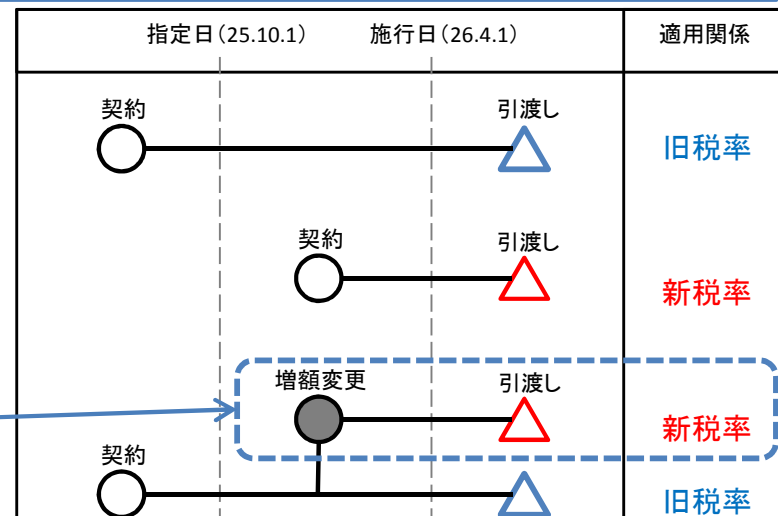 指定日(25.10.1) 施行日(26.4.1) 適用関係
契約 引渡し
旧税率
契約 引渡し
新税率
増額変更 引渡し
新税率
契約
旧税率